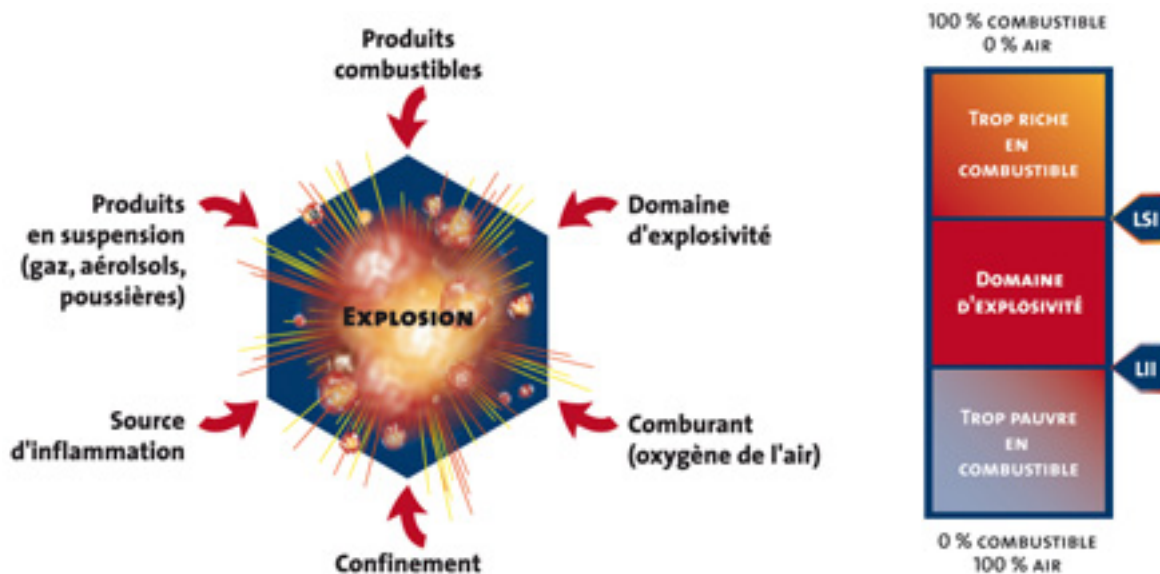 Produits
combustibles
Produits
en suspension
(gaz, aérolsols,
poussières)
Domaine
d'explosivité
EXPLOSION
Source
d'inflammation
Comburant
(oxygène de l'air)
Confinement
100 % COMBUSTIBLE
0 % AIR
TROP RICHE
EN
COMBUSTIBLE
LSI
DOMAINE
D'EXPLOSIVITÉ
LII
TROP PAUVRE
EN
COMBUSTIBLE
0 % COMBUSTIBLE
100 % AIR